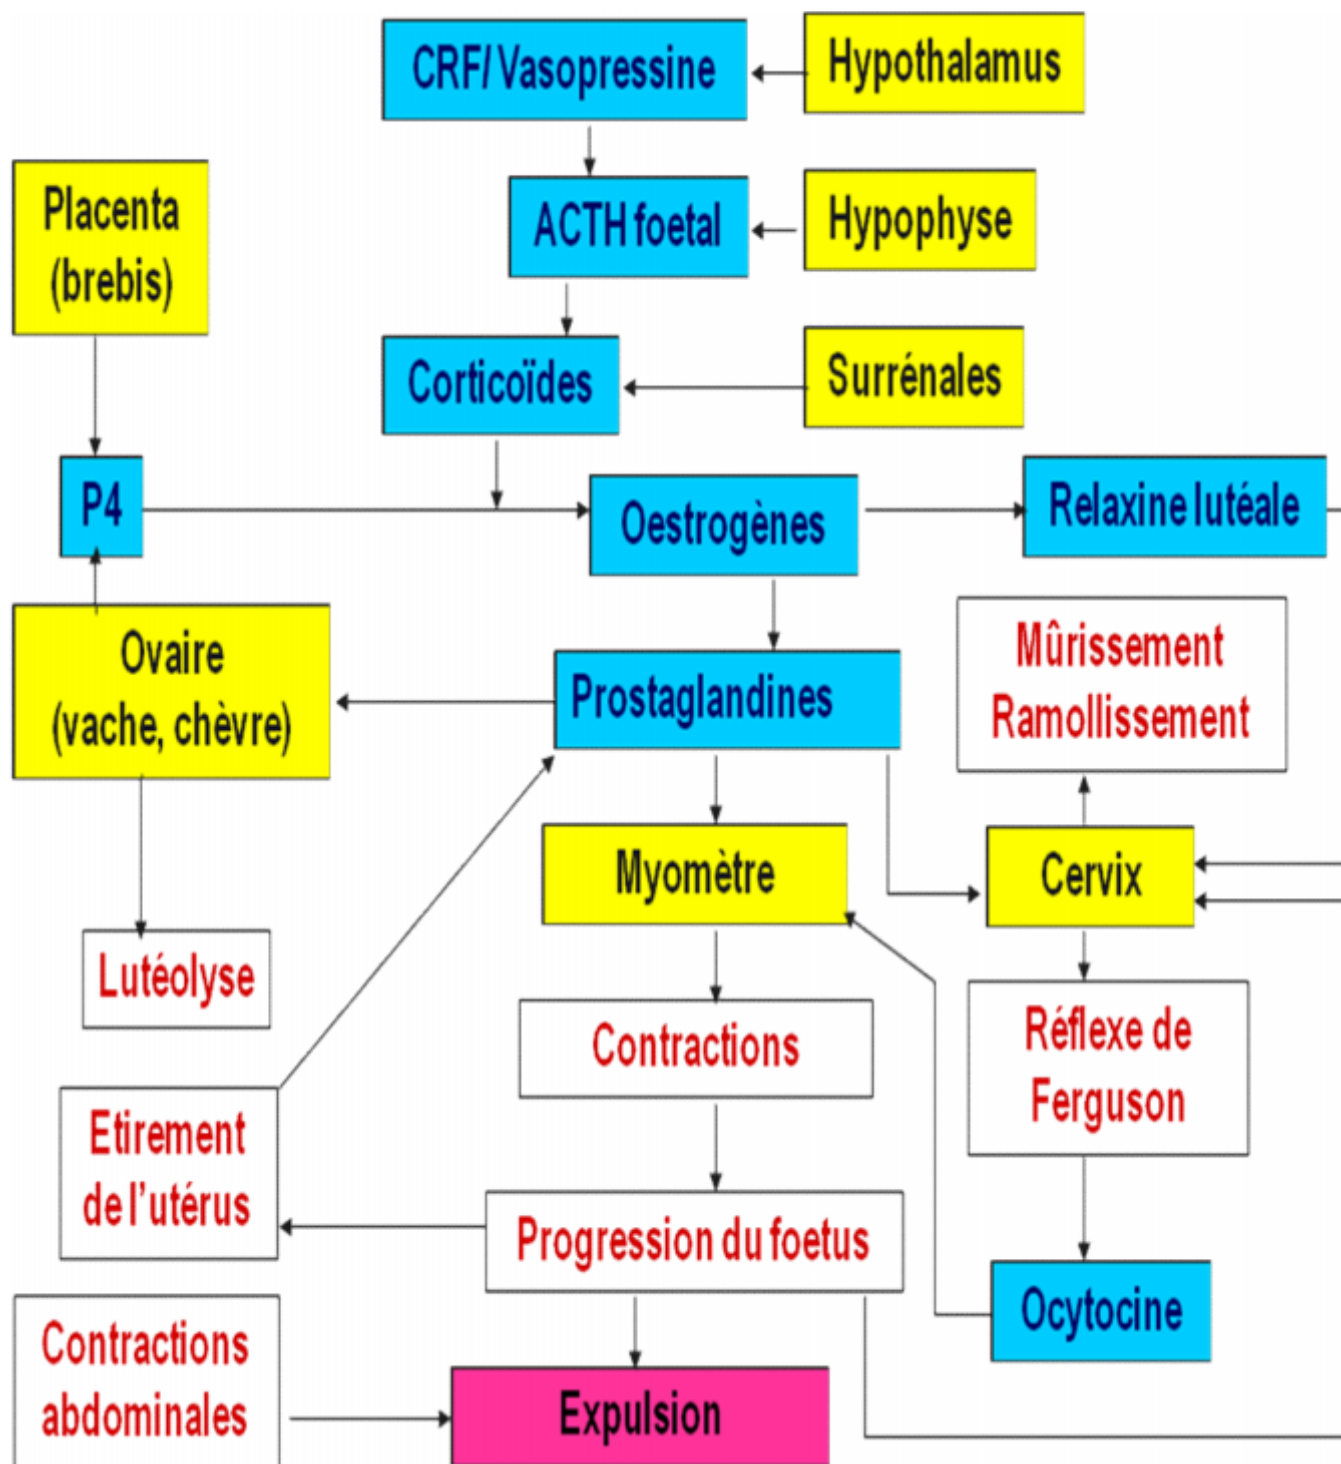 CRF/ Vasopressine
Hypothalamus
Placenta
(brebis)
ACTH foetal
Hypophyse
Corticoïdes
Surrénales
P4
Oestrogènes
Relaxine lutéale
Ovaire
(vache, chèvre)
Prostaglandines
Mûrissement
Ramollissement
Myomètre
Cervix
Lutéolyse
Contractions
Réflexe de
Ferguson
Etirement
de l'utérus
Progression du foetus
Ocytocine
Contractions
abdominales
Expulsion